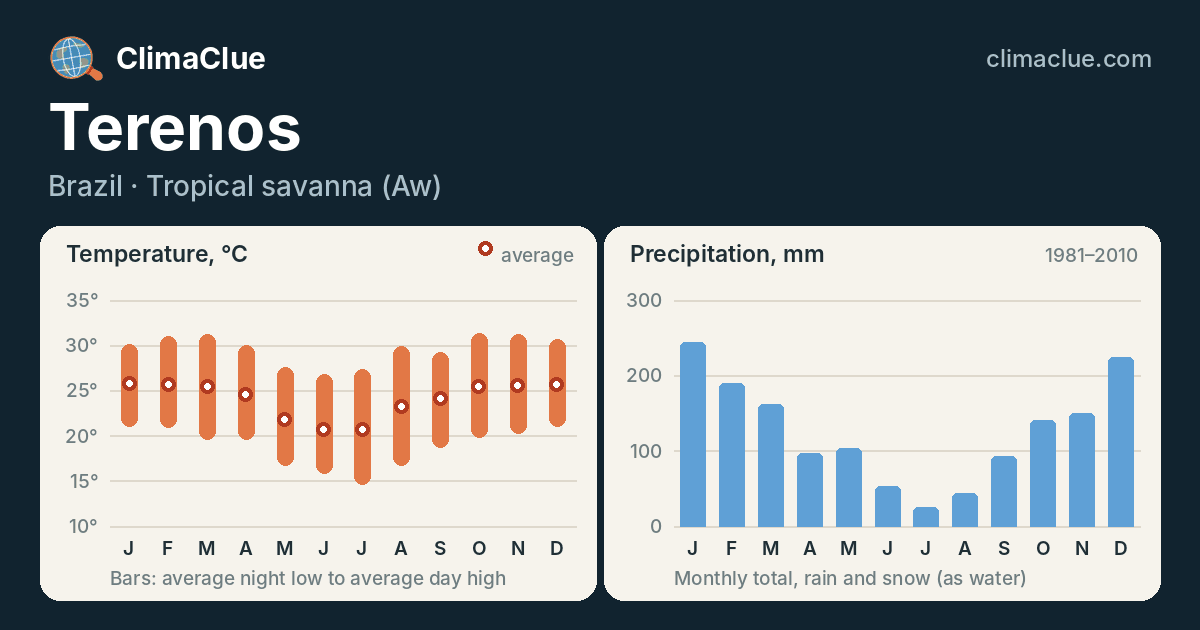 ClimaClue
climaclue.com
Terenos
Brazil · Tropical savanna (Aw)
Temperature, °C
average
35°
30°
25°
20°
15°
10°
J F M A M J J A S O N D
Bars: average night low to average day high
Precipitation, mm
1981–2010
300
200
100
0
J F M A M J J A S O N D
Monthly total, rain and snow (as water)